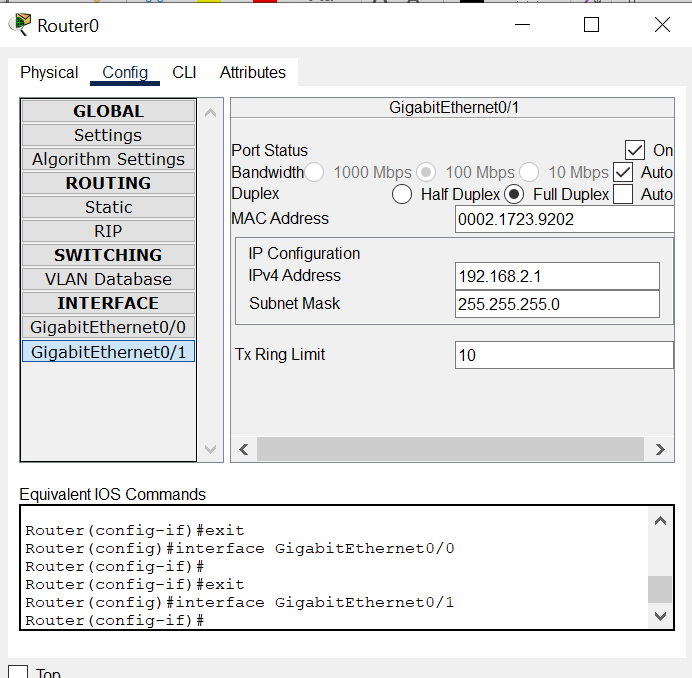 Router0
Physical Config CLI Attributes
GLOBAL
Settings
Algorithm Settings
ROUTING
Static
RIP
SWITCHING
VLAN Database
INTERFACE
GigabitEthernet0/0
GigabitEthernet0/1
GigabitEthernet0/1
Port Status On
Bandwidth 1000 Mbps 100 Mbps 10 Mbps Auto
Duplex Half Duplex Full Duplex Auto
MAC Address 0002.1723.9202
IP Configuration
IPv4 Address 192.168.2.1
Subnet Mask 255.255.255.0
Tx Ring Limit 10
Equivalent IOS Commands
Router(config-if)#exit
Router(config)#interface GigabitEthernet0/0
Router(config-if)#
Router(config-if)#exit
Router(config)#interface GigabitEthernet0/1
Router(config-if)#
Top